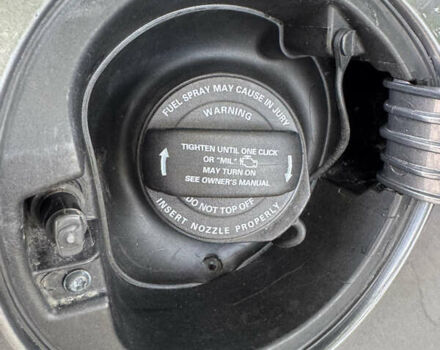 FUEL SPRAY MAY CAUSE INJURY
WARNING
TIGHTEN UNTIL ONE CLICK
OR "MIL"
MAY TURN ON
SEE OWNER'S MANUAL
DO NOT TOP OFF
INSERT NOZZLE PROPERLY